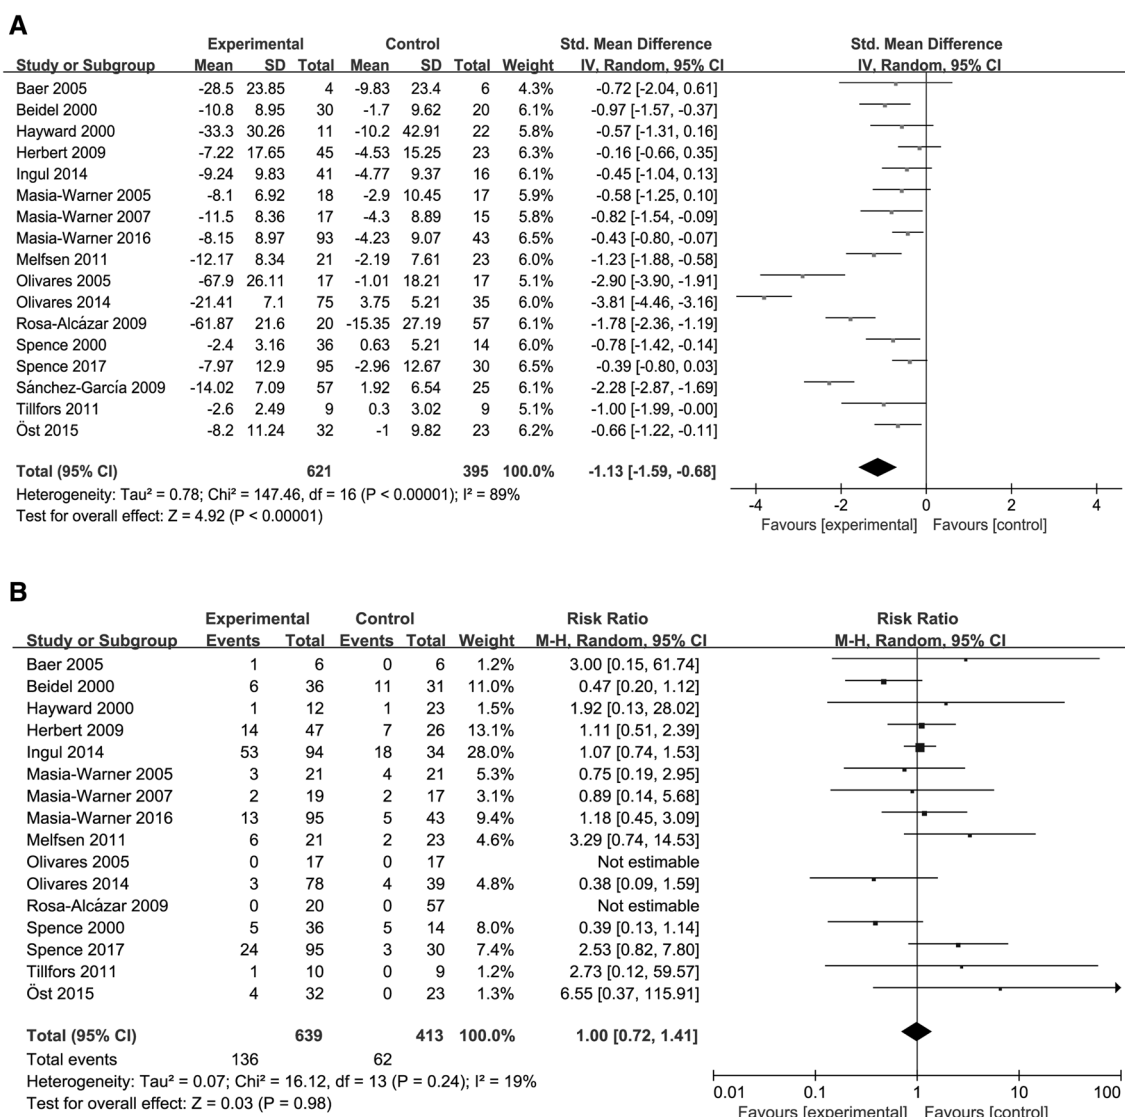 A
Experimental Control Std. Mean Difference Std. Mean Difference
Study or Subgroup Mean SD Total Mean SD Total Weight IV, Random, 95% CI IV, Random, 95% CI
Baer 2005 -28.5 23.85 4 -9.83 23.4 6 4.3% -0.72 [-2.04, 0.61]
Beidel 2000 -10.8 8.95 30 -1.7 9.62 20 6.1% -0.97 [-1.57, -0.37]
Hayward 2000 -33.3 30.26 11 -10.2 42.91 22 5.8% -0.57 [-1.31, 0.16]
Herbert 2009 -7.22 17.65 45 -4.53 15.25 23 6.3% -0.16 [-0.66, 0.35]
Ingul 2014 -9.24 9.83 41 -4.77 9.37 16 6.1% -0.45 [-1.04, 0.13]
Masia-Warner 2005 -8.1 6.92 18 -2.9 10.45 17 5.9% -0.58 [-1.25, 0.10]
Masia-Warner 2007 -11.5 8.36 17 -4.3 8.89 15 5.8% -0.82 [-1.54, -0.09]
Masia-Warner 2016 -8.15 8.97 93 -4.23 9.07 43 6.5% -0.43 [-0.80, -0.07]
Melfsen 2011 -12.17 8.34 21 -2.19 7.61 23 6.0% -1.23 [-1.88, -0.58]
Olivares 2005 -67.9 26.11 17 -1.01 18.21 17 5.1% -2.90 [-3.90, -1.91]
Olivares 2014 -21.41 7.1 75 3.75 5.21 35 6.0% -3.81 [-4.46, -3.16]
Rosa-Alcázar 2009 -61.87 21.6 20 -15.35 27.19 57 6.1% -1.78 [-2.36, -1.19]
Spence 2000 -2.4 3.16 36 0.63 5.21 14 6.0% -0.78 [-1.42, -0.14]
Spence 2017 -7.97 12.9 95 -2.96 12.67 30 6.5% -0.39 [-0.80, 0.03]
Sánchez-García 2009 -14.02 7.09 57 1.92 6.54 25 6.1% -2.28 [-2.87, -1.69]
Tillfors 2011 -2.6 2.49 9 0.3 3.02 9 5.1% -1.00 [-1.99, -0.00]
Öst 2015 -8.2 11.24 32 -1 9.82 23 6.2% -0.66 [-1.22, -0.11]
Total (95% CI) 621 395 100.0% -1.13 [-1.59, -0.68]
Heterogeneity: Tau² = 0.78; Chi² = 147.46, df = 16 (P < 0.00001); I² = 89%
Test for overall effect: Z = 4.92 (P < 0.00001)
-4 -2 0 2 4
Favours [experimental] Favours [control]
B
Experimental Control Risk Ratio Risk Ratio
Study or Subgroup Events Total Events Total Weight M-H, Random, 95% CI M-H, Random, 95% CI
Baer 2005 1 6 0 6 1.2% 3.00 [0.15, 61.74]
Beidel 2000 6 36 11 31 11.0% 0.47 [0.20, 1.12]
Hayward 2000 1 12 1 23 1.5% 1.92 [0.13, 28.02]
Herbert 2009 14 47 7 26 13.1% 1.11 [0.51, 2.39]
Ingul 2014 53 94 18 34 28.0% 1.07 [0.74, 1.53]
Masia-Warner 2005 3 21 4 21 5.3% 0.75 [0.19, 2.95]
Masia-Warner 2007 2 19 2 17 3.1% 0.89 [0.14, 5.68]
Masia-Warner 2016 13 95 5 43 9.4% 1.18 [0.45, 3.09]
Melfsen 2011 6 21 2 23 4.6% 3.29 [0.74, 14.53]
Olivares 2005 0 17 0 17 Not estimable
Olivares 2014 3 78 4 39 4.8% 0.38 [0.09, 1.59]
Rosa-Alcázar 2009 0 20 0 57 Not estimable
Spence 2000 5 36 5 14 8.0% 0.39 [0.13, 1.14]
Spence 2017 24 95 3 30 7.4% 2.53 [0.82, 7.80]
Tillfors 2011 1 10 0 9 1.2% 2.73 [0.12, 59.57]
Öst 2015 4 32 0 23 1.3% 6.55 [0.37, 115.91]
Total (95% CI) 639 413 100.0% 1.00 [0.72, 1.41]
Total events 136 62
Heterogeneity: Tau² = 0.07; Chi² = 16.12, df = 13 (P = 0.24); I² = 19%
Test for overall effect: Z = 0.03 (P = 0.98)
0.01 0.1 1 10 100
Favours [experimental] Favours [control]